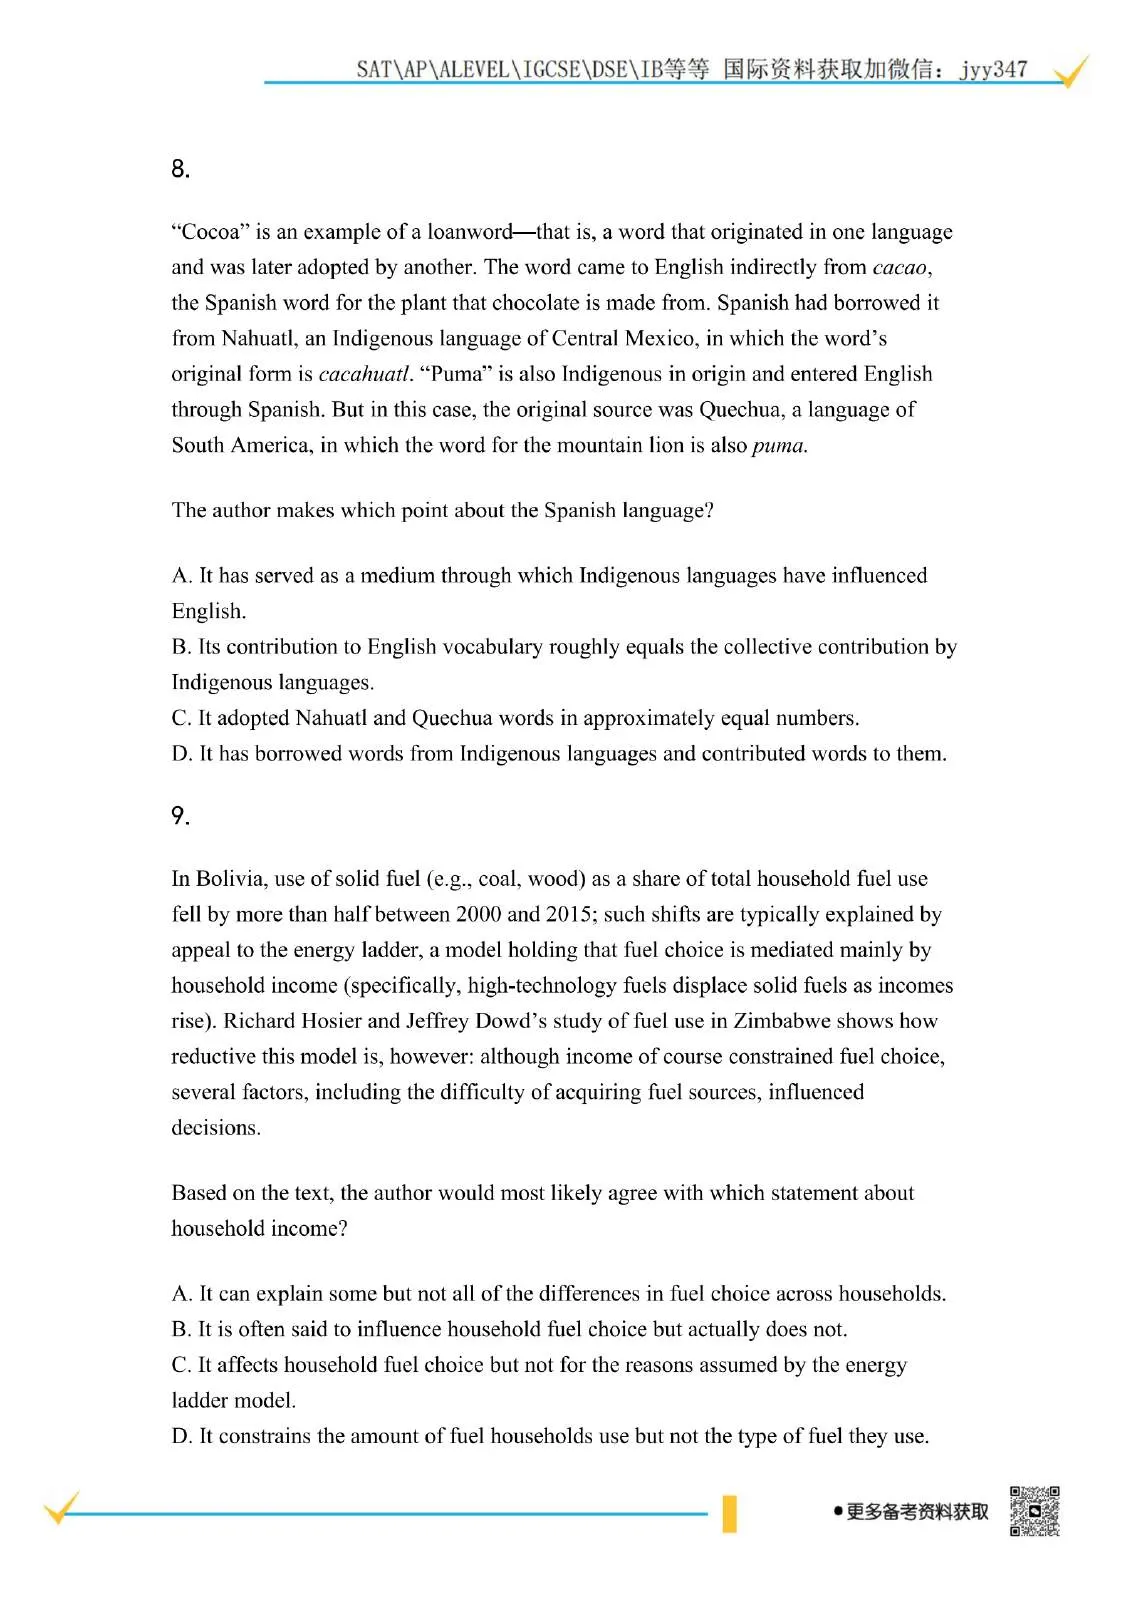 SAT\AP\ALEVEL\IGCSE\DSE\IB等等 国际资料获取加微信：jyy347
8.
“Cocoa” is an example of a loanword—that is, a word that originated in one language
and was later adopted by another. The word came to English indirectly from cacao,
the Spanish word for the plant that chocolate is made from. Spanish had borrowed it
from Nahuatl, an Indigenous language of Central Mexico, in which the word’s
original form is cacahuatl. “Puma” is also Indigenous in origin and entered English
through Spanish. But in this case, the original source was Quechua, a language of
South America, in which the word for the mountain lion is also puma.
The author makes which point about the Spanish language?
A. It has served as a medium through which Indigenous languages have influenced
English.
B. Its contribution to English vocabulary roughly equals the collective contribution by
Indigenous languages.
C. It adopted Nahuatl and Quechua words in approximately equal numbers.
D. It has borrowed words from Indigenous languages and contributed words to them.
9.
In Bolivia, use of solid fuel (e.g., coal, wood) as a share of total household fuel use
fell by more than half between 2000 and 2015; such shifts are typically explained by
appeal to the energy ladder, a model holding that fuel choice is mediated mainly by
household income (specifically, high-technology fuels displace solid fuels as incomes
rise). Richard Hosier and Jeffrey Dowd’s study of fuel use in Zimbabwe shows how
reductive this model is, however: although income of course constrained fuel choice,
several factors, including the difficulty of acquiring fuel sources, influenced
decisions.
Based on the text, the author would most likely agree with which statement about
household income?
A. It can explain some but not all of the differences in fuel choice across households.
B. It is often said to influence household fuel choice but actually does not.
C. It affects household fuel choice but not for the reasons assumed by the energy
ladder model.
D. It constrains the amount of fuel households use but not the type of fuel they use.
•更多备考资料获取